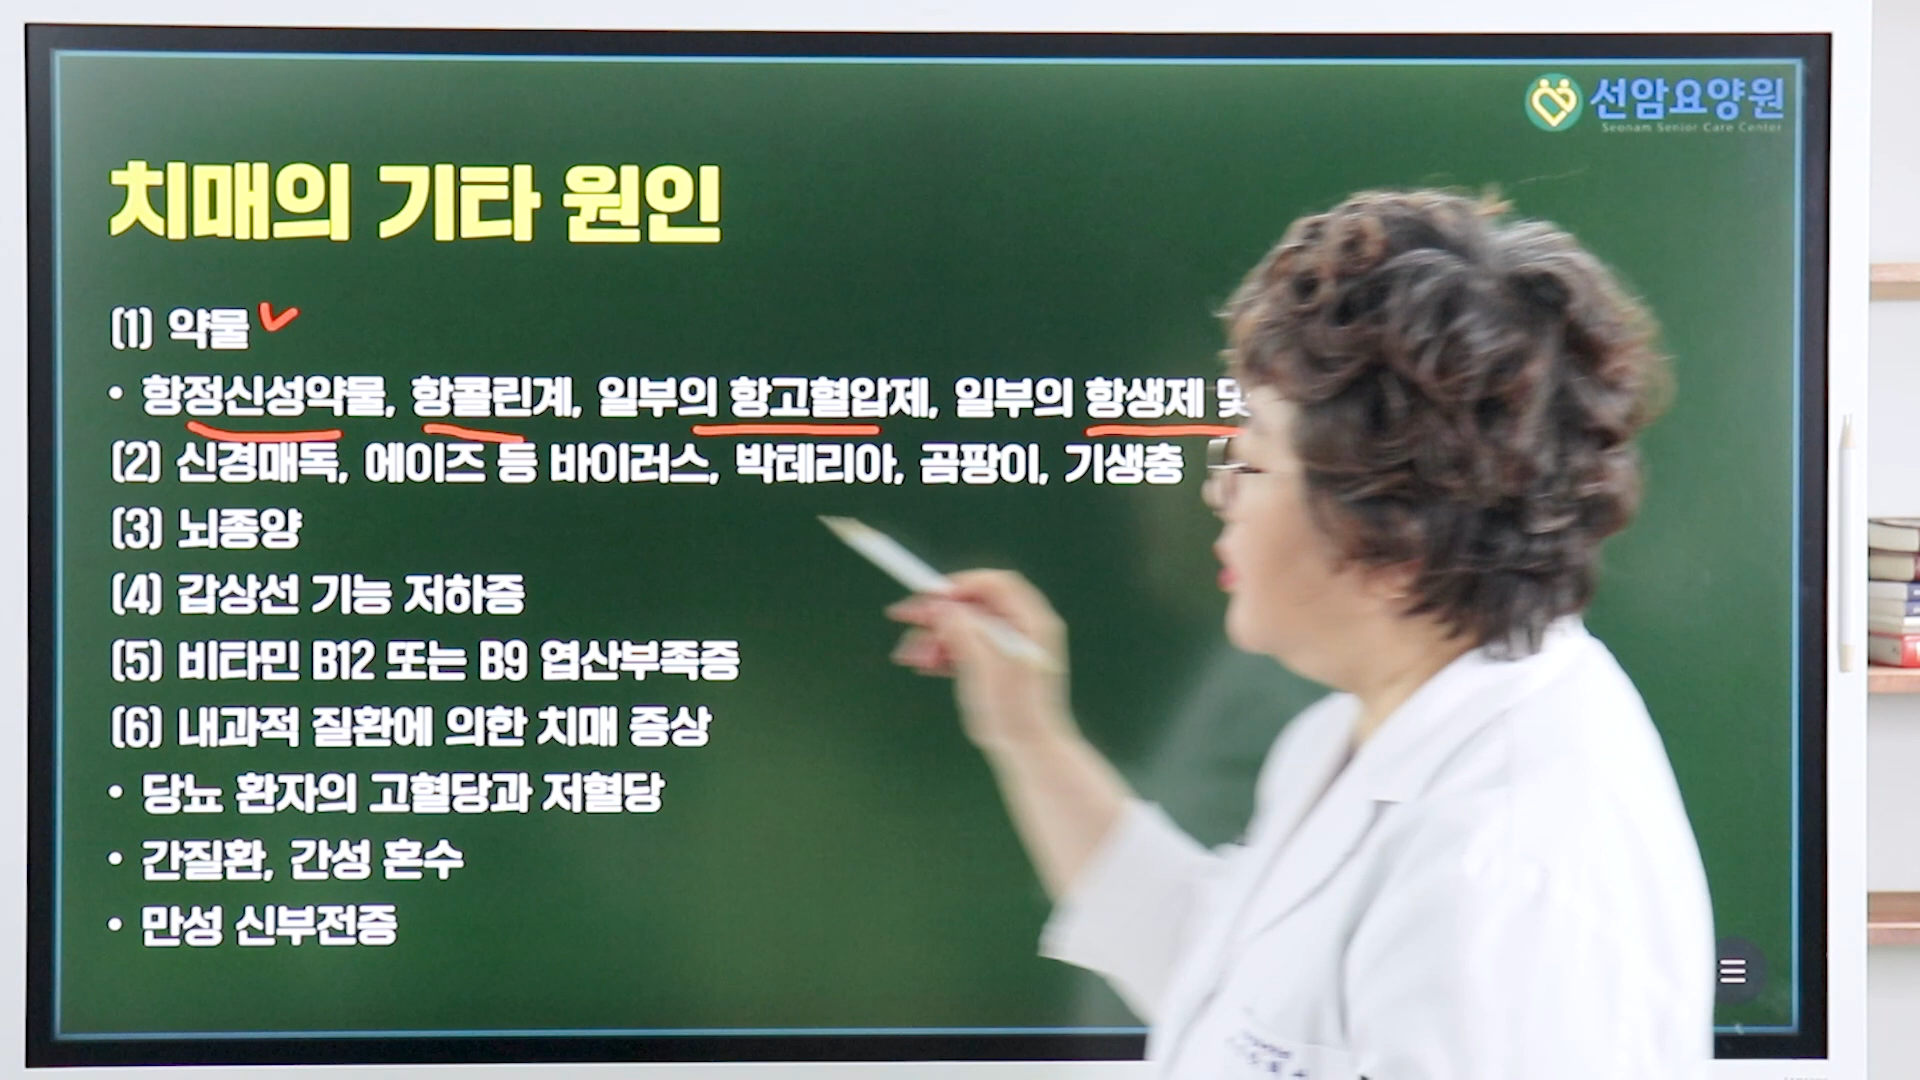 선암요양원
Seonam Senior Care Center
치매의 기타 원인
(1) 약물
• 항정신성약물, 항콜린계, 일부의 항고혈압제, 일부의 항생제 및
(2) 신경매독, 에이즈 등 바이러스, 박테리아, 곰팡이, 기생충
(3) 뇌종양
(4) 갑상선 기능 저하증
(5) 비타민 B12 또는 B9 엽산부족증
(6) 내과적 질환에 의한 치매 증상
• 당뇨 환자의 고혈당과 저혈당
• 간질환, 간성 혼수
• 만성 신부전증